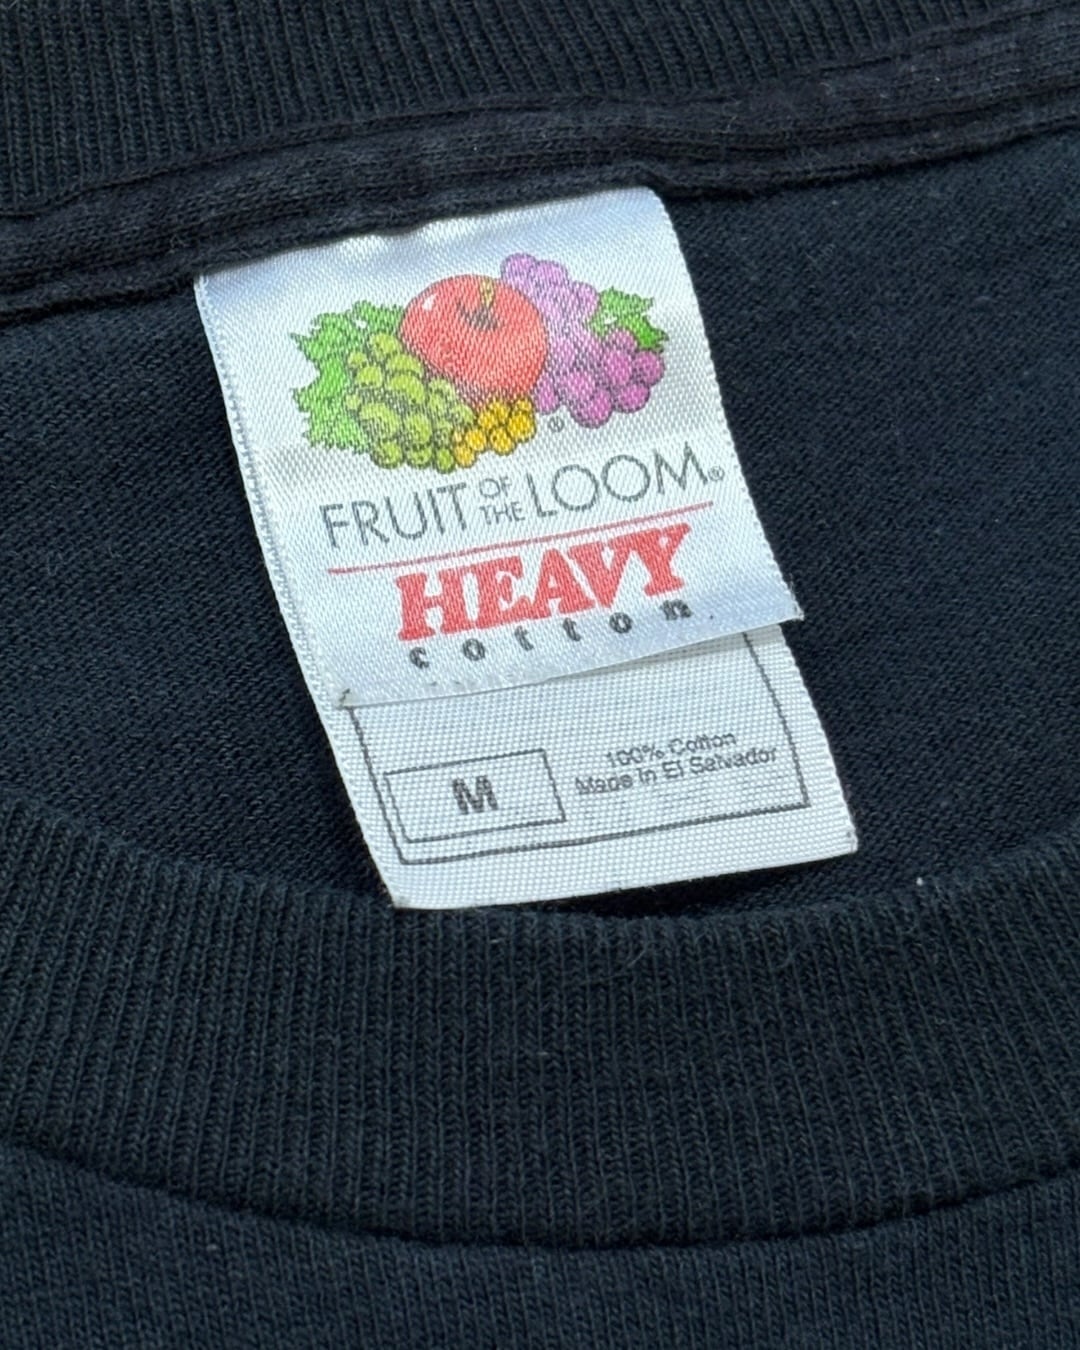 ®
FRUIT OF THE LOOM®
HEAVY
cotton
M
100% Cotton
Made In El Salvador